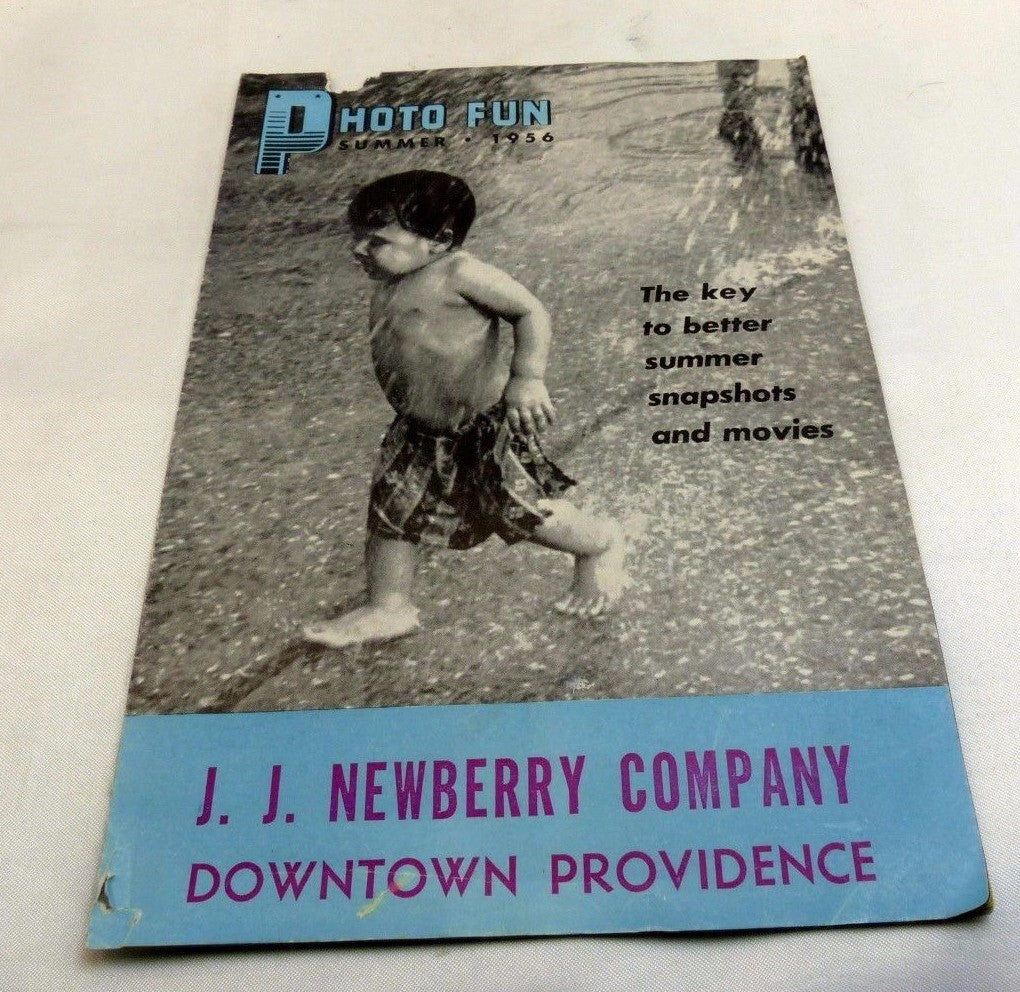 PHOTO FUN
SUMMER • 1956
The key
to better
summer
snapshots
and movies
J. J. NEWBERRY COMPANY
DOWNTOWN PROVIDENCE